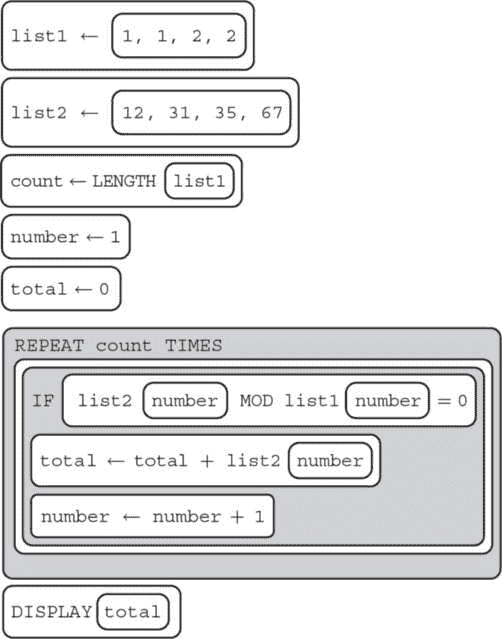 list1 ← 1, 1, 2, 2
list2 ← 12, 31, 35, 67
count ← LENGTH list1
number ← 1
total ← 0
REPEAT count TIMES
IF list2 number MOD list1 number = 0
total ← total + list2 number
number ← number + 1
DISPLAY total